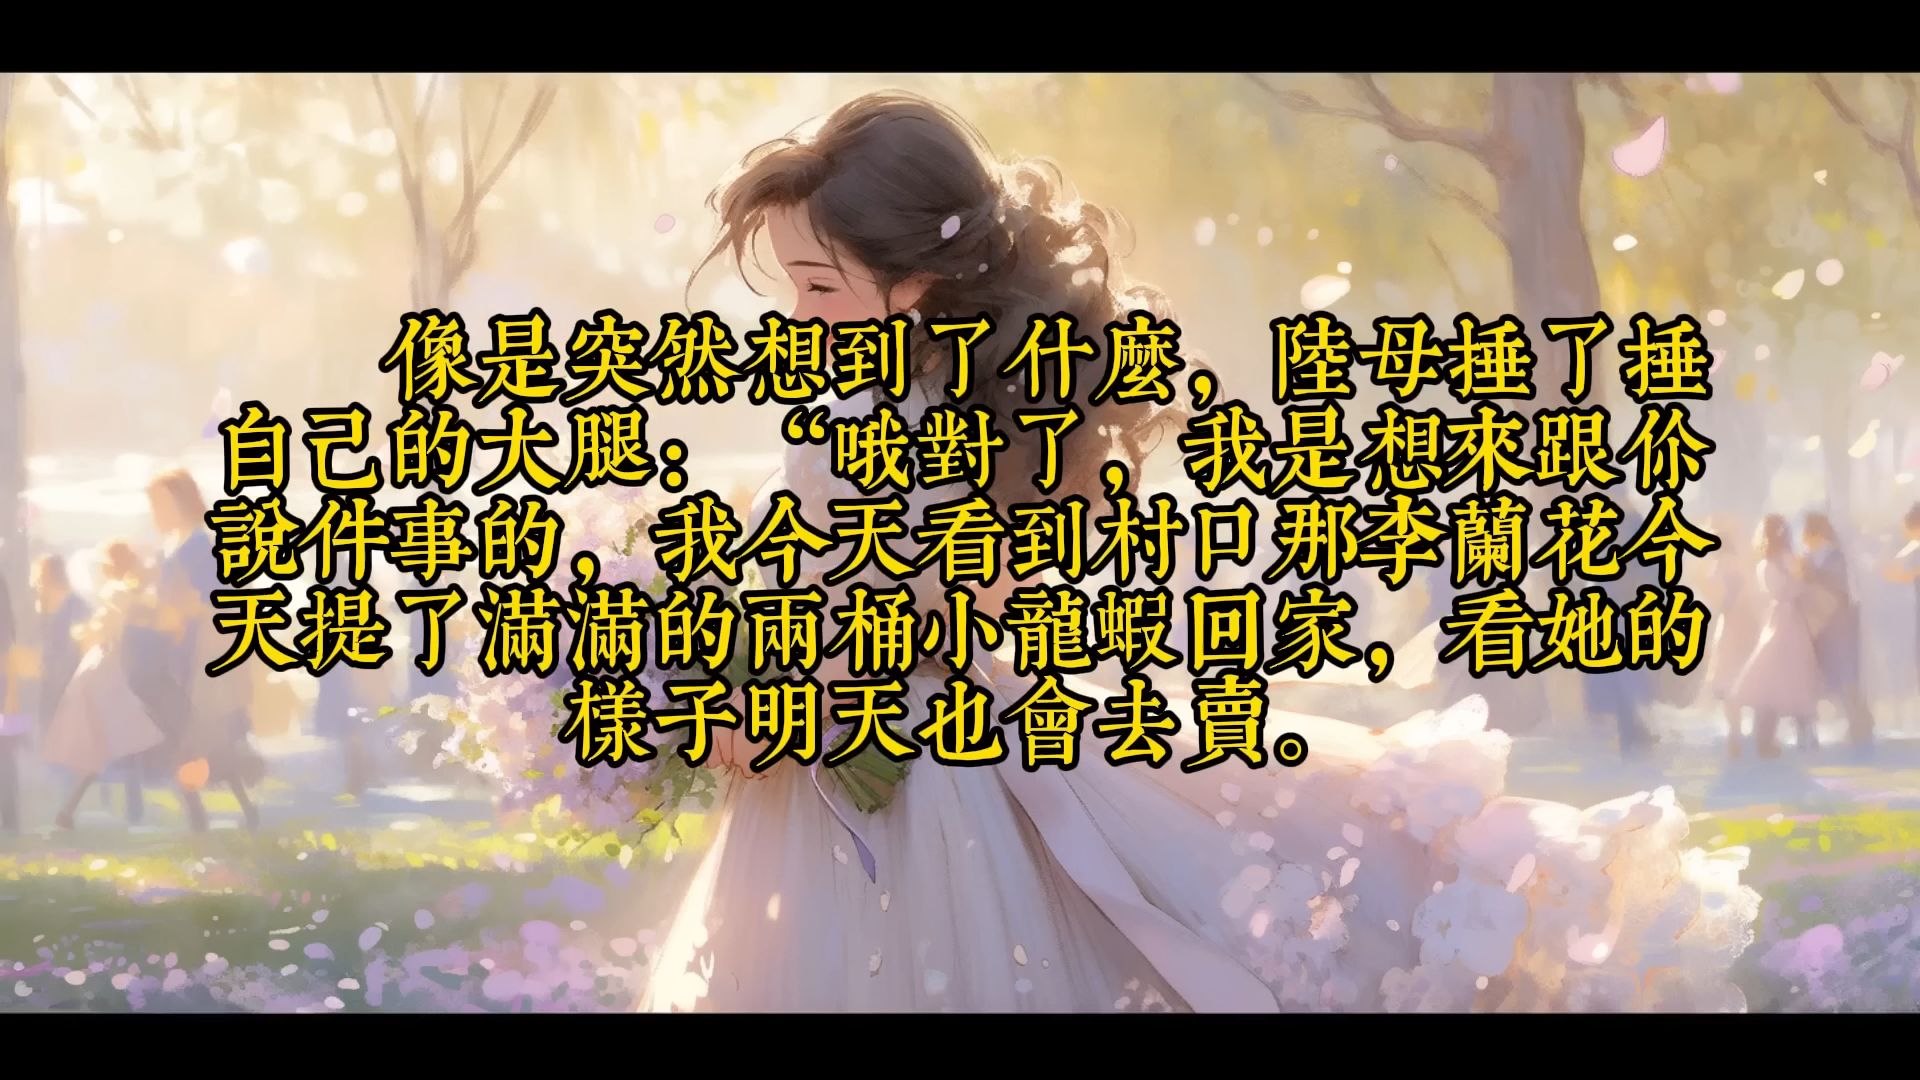 像是突然想到了什麼，陸母捶了捶
自己的大腿：“哦對了，我是想來跟你
說件事的，我今天看到村口那李蘭花今
天提了滿滿的兩桶小龍蝦回家，看她的
樣子明天也會去賣。